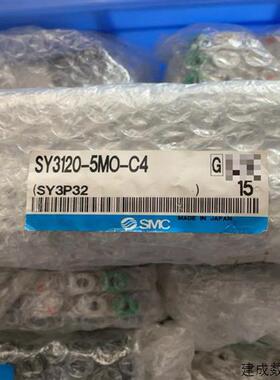 SY3120-5MO-C4
G
(SY3P32 )
15
SMC
MADE IN JAPAN